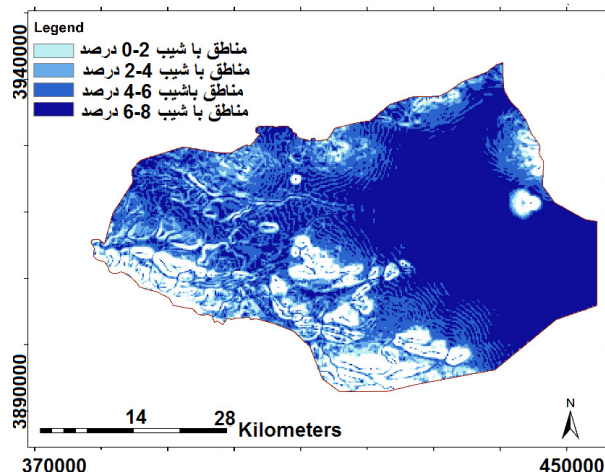 Legend
مناطق با شیب 2-0 درصد
مناطق با شیب 4-2 درصد
مناطق باشیب 6-4 درصد
مناطق با شیب 8-6 درصد
3940000
3890000
14 28
Kilometers
N
370000 450000